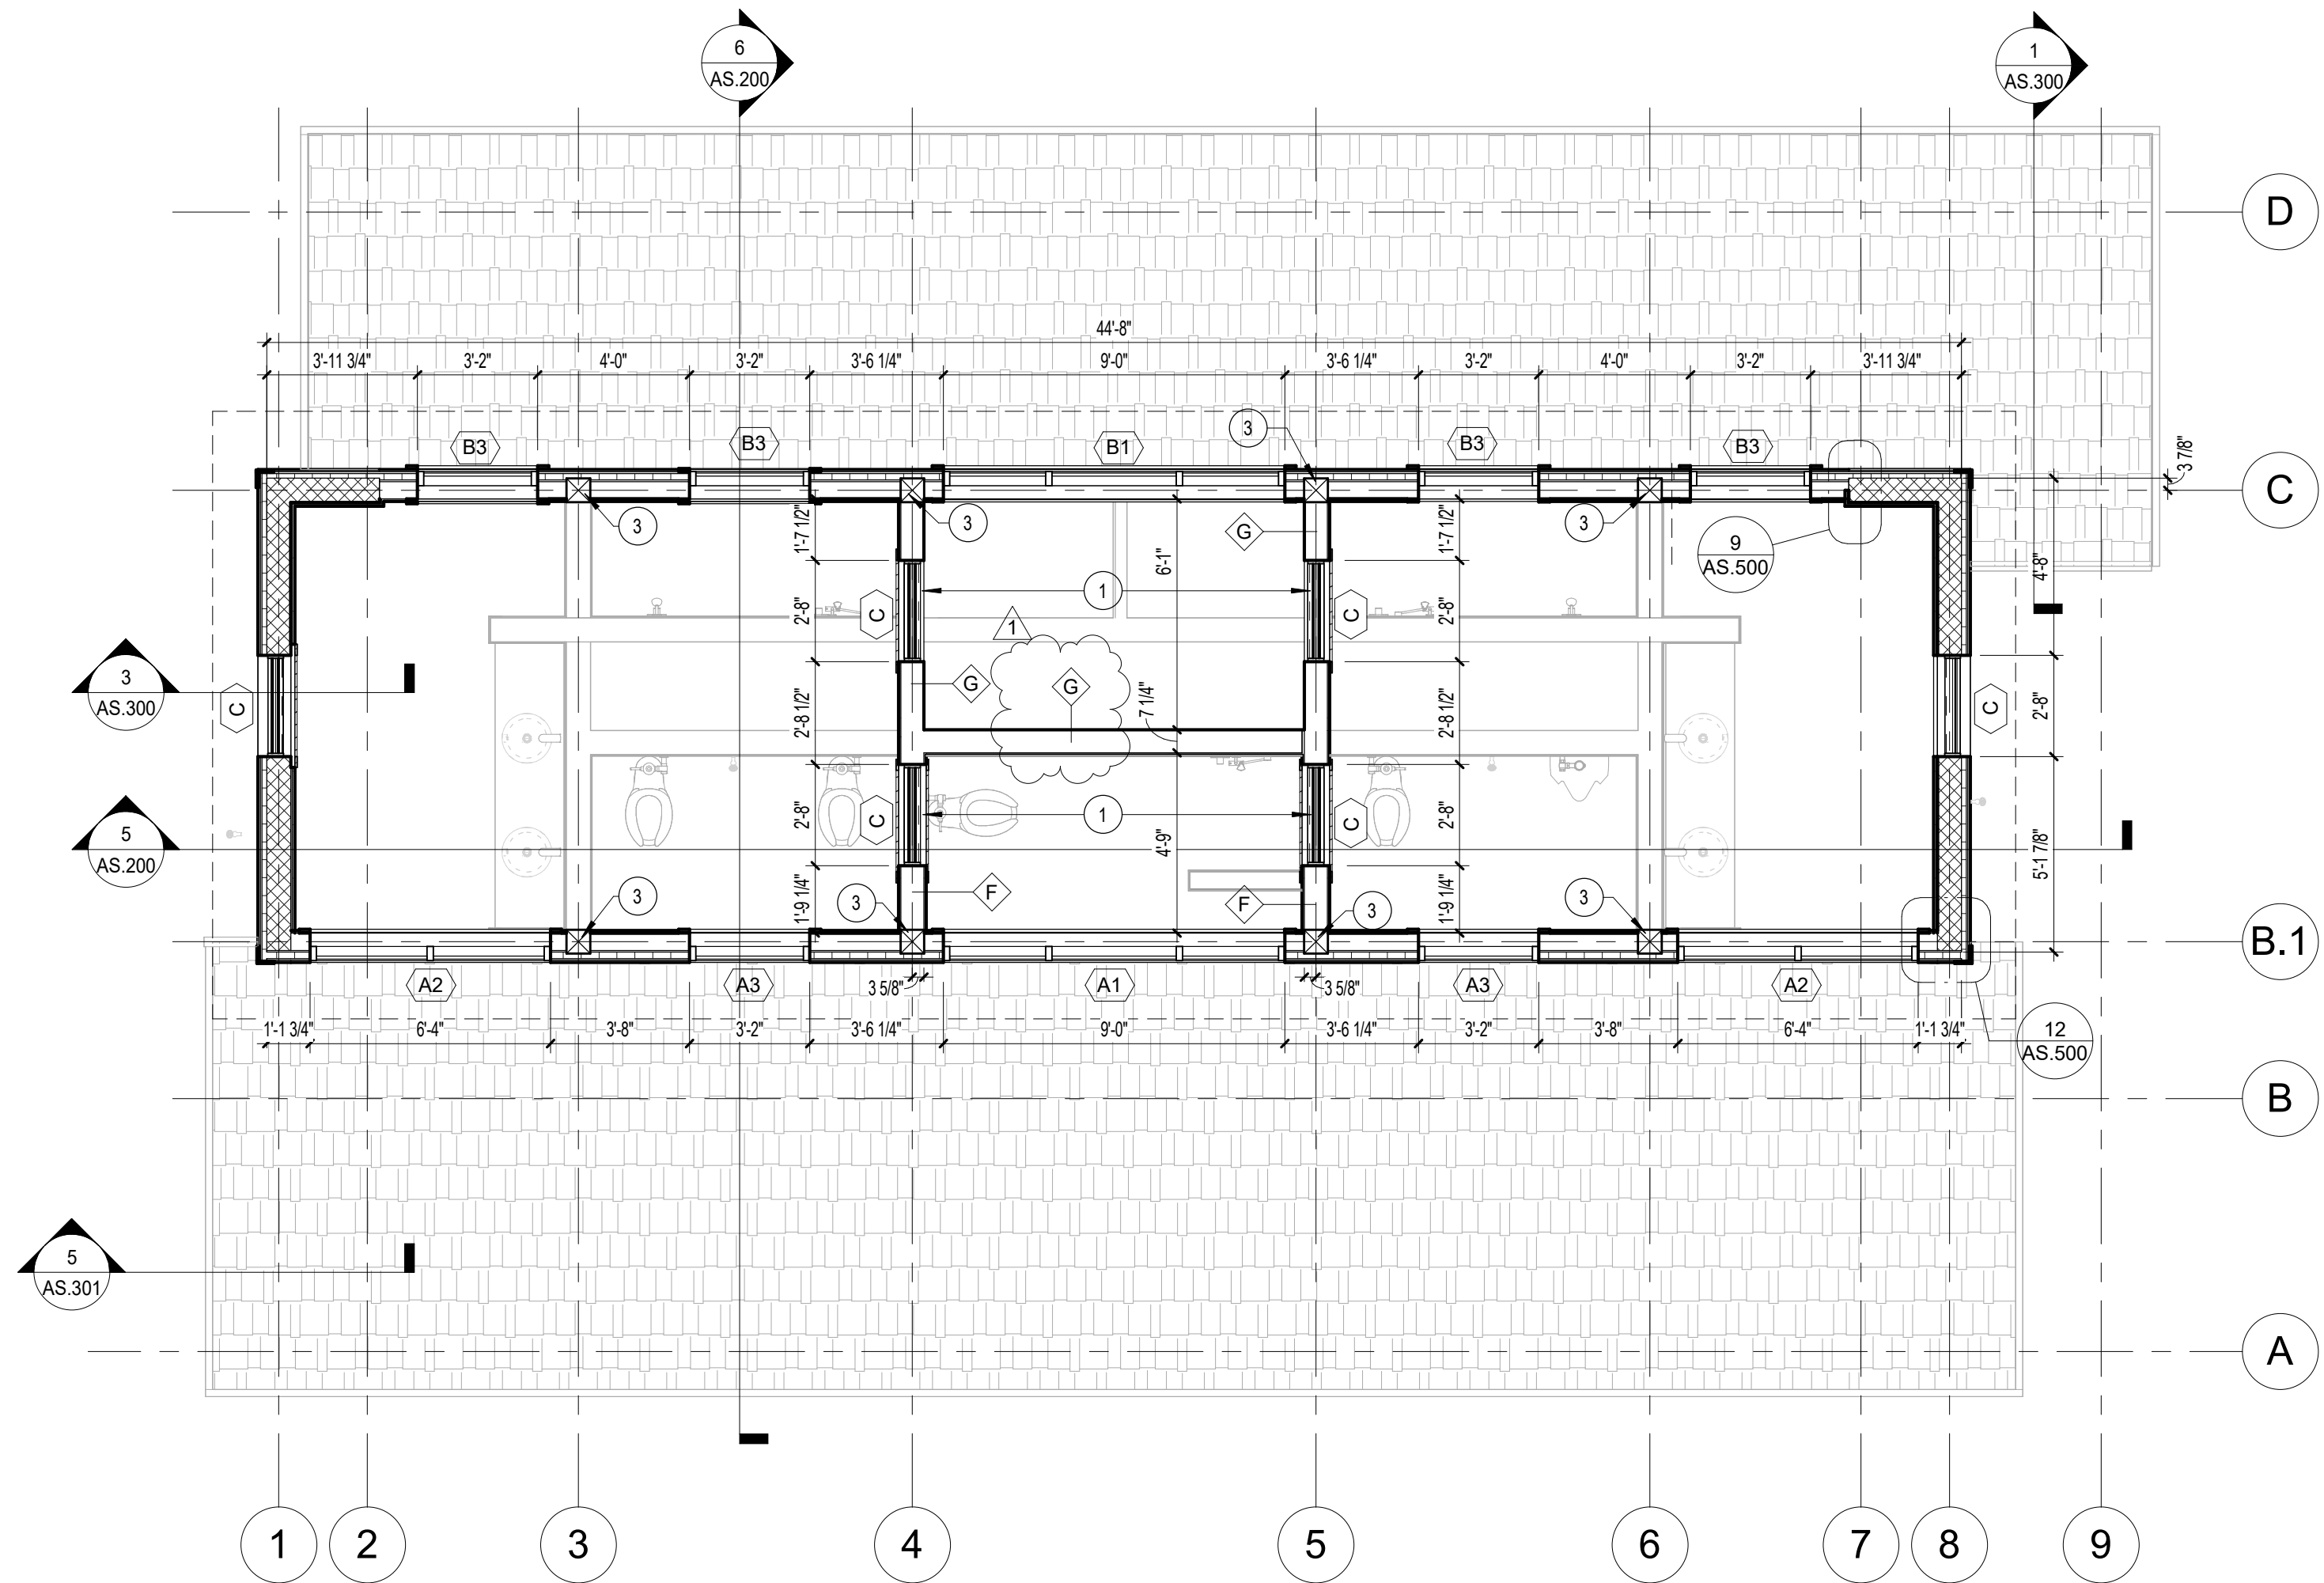 6
AS.200
1
AS.300
D
44'-8"
3'-11 3/4" 3'-2" 4'-0" 3'-2" 3'-6 1/4" 9'-0" 3'-6 1/4" 3'-2" 4'-0" 3'-2" 3'-11 3/4"
B3 B3 B1 3 B3 B3
3 7/8"
C
3 3 3
1'-7 1/2" G 6'-1" 1'-7 1/2"
9
AS.500
4'-8"
1
2'-8" C C 2'-8"
1
3
AS.300
C G G 7 1/4" C
2'-8 1/2" 2'-8 1/2" 2'-8"
5
AS.200
2'-8" C 1 C 2'-8"
4'-9" 5'-1 7/8"
1'-9 1/4" F F 1'-9 1/4"
3 3 3 3
B.1
A2 A3 3 5/8" A1 3 5/8" A3 A2
1'-1 3/4" 6'-4" 3'-8" 3'-2" 3'-6 1/4" 9'-0" 3'-6 1/4" 3'-2" 3'-8" 6'-4" 1'-1 3/4"
12
AS.500
B
5
AS.301
A
1 2 3 4 5 6 7 8 9